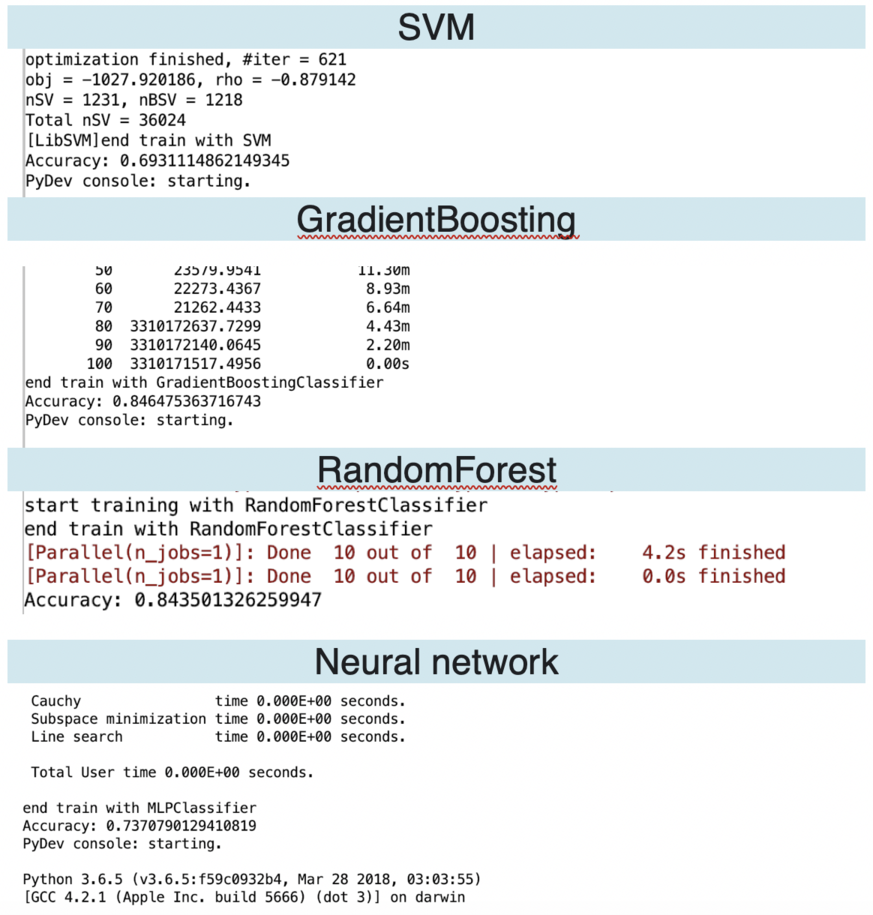 SVM
optimization finished, #iter = 621
obj = -1027.920186, rho = -0.879142
nSV = 1231, nBSV = 1218
Total nSV = 36024
[LibSVM]end train with SVM
Accuracy: 0.6931114862149345
PyDev console: starting.
GradientBoosting
50 23579.9541 11.30m
60 22273.4367 8.93m
70 21262.4433 6.64m
80 3310172637.7299 4.43m
90 3310172140.0645 2.20m
100 3310171517.4956 0.00s
end train with GradientBoostingClassifier
Accuracy: 0.846475363716743
PyDev console: starting.
RandomForest
start training with RandomForestClassifier
end train with RandomForestClassifier
[Parallel(n_jobs=1)]: Done 10 out of 10 | elapsed: 4.2s finished
[Parallel(n_jobs=1)]: Done 10 out of 10 | elapsed: 0.0s finished
Accuracy: 0.843501326259947
Neural network
Cauchy time 0.000E+00 seconds.
Subspace minimization time 0.000E+00 seconds.
Line search time 0.000E+00 seconds.
Total User time 0.000E+00 seconds.
end train with MLPClassifier
Accuracy: 0.7370790129410819
PyDev console: starting.
Python 3.6.5 (v3.6.5:f59c0932b4, Mar 28 2018, 03:03:55)
[GCC 4.2.1 (Apple Inc. build 5666) (dot 3)] on darwin